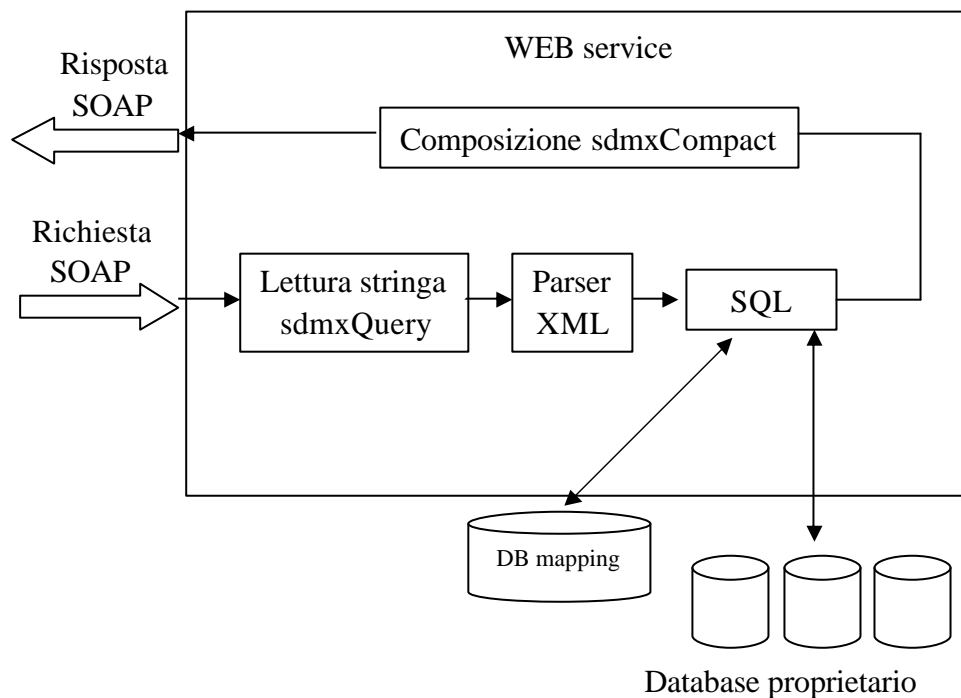 WEB service
Risposta
SOAP
Composizione sdmxCompact
Richiesta
SOAP
Lettura stringa
sdmxQuery
Parser
XML
SQL
DB mapping
Database proprietario